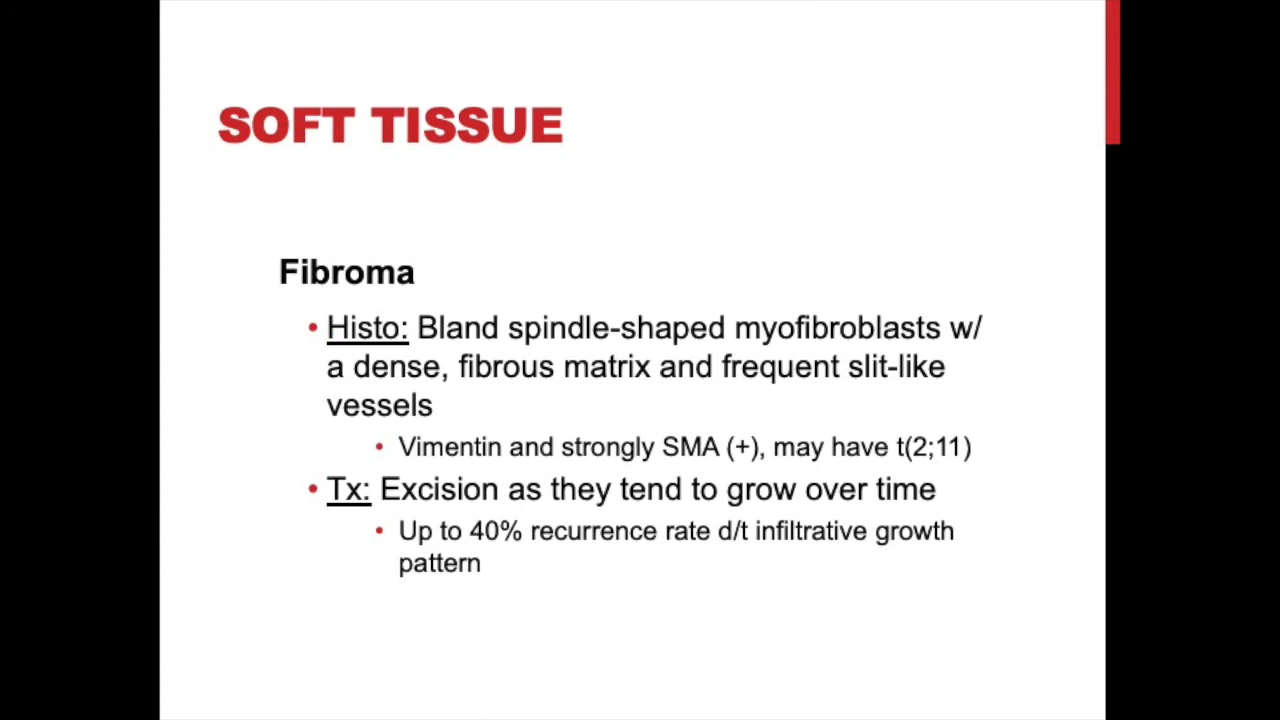 SOFT TISSUE
Fibroma
• Histo: Bland spindle-shaped myofibroblasts w/
a dense, fibrous matrix and frequent slit-like
vessels
• Vimentin and strongly SMA (+), may have t(2;11)
• Tx: Excision as they tend to grow over time
• Up to 40% recurrence rate d/t infiltrative growth
pattern